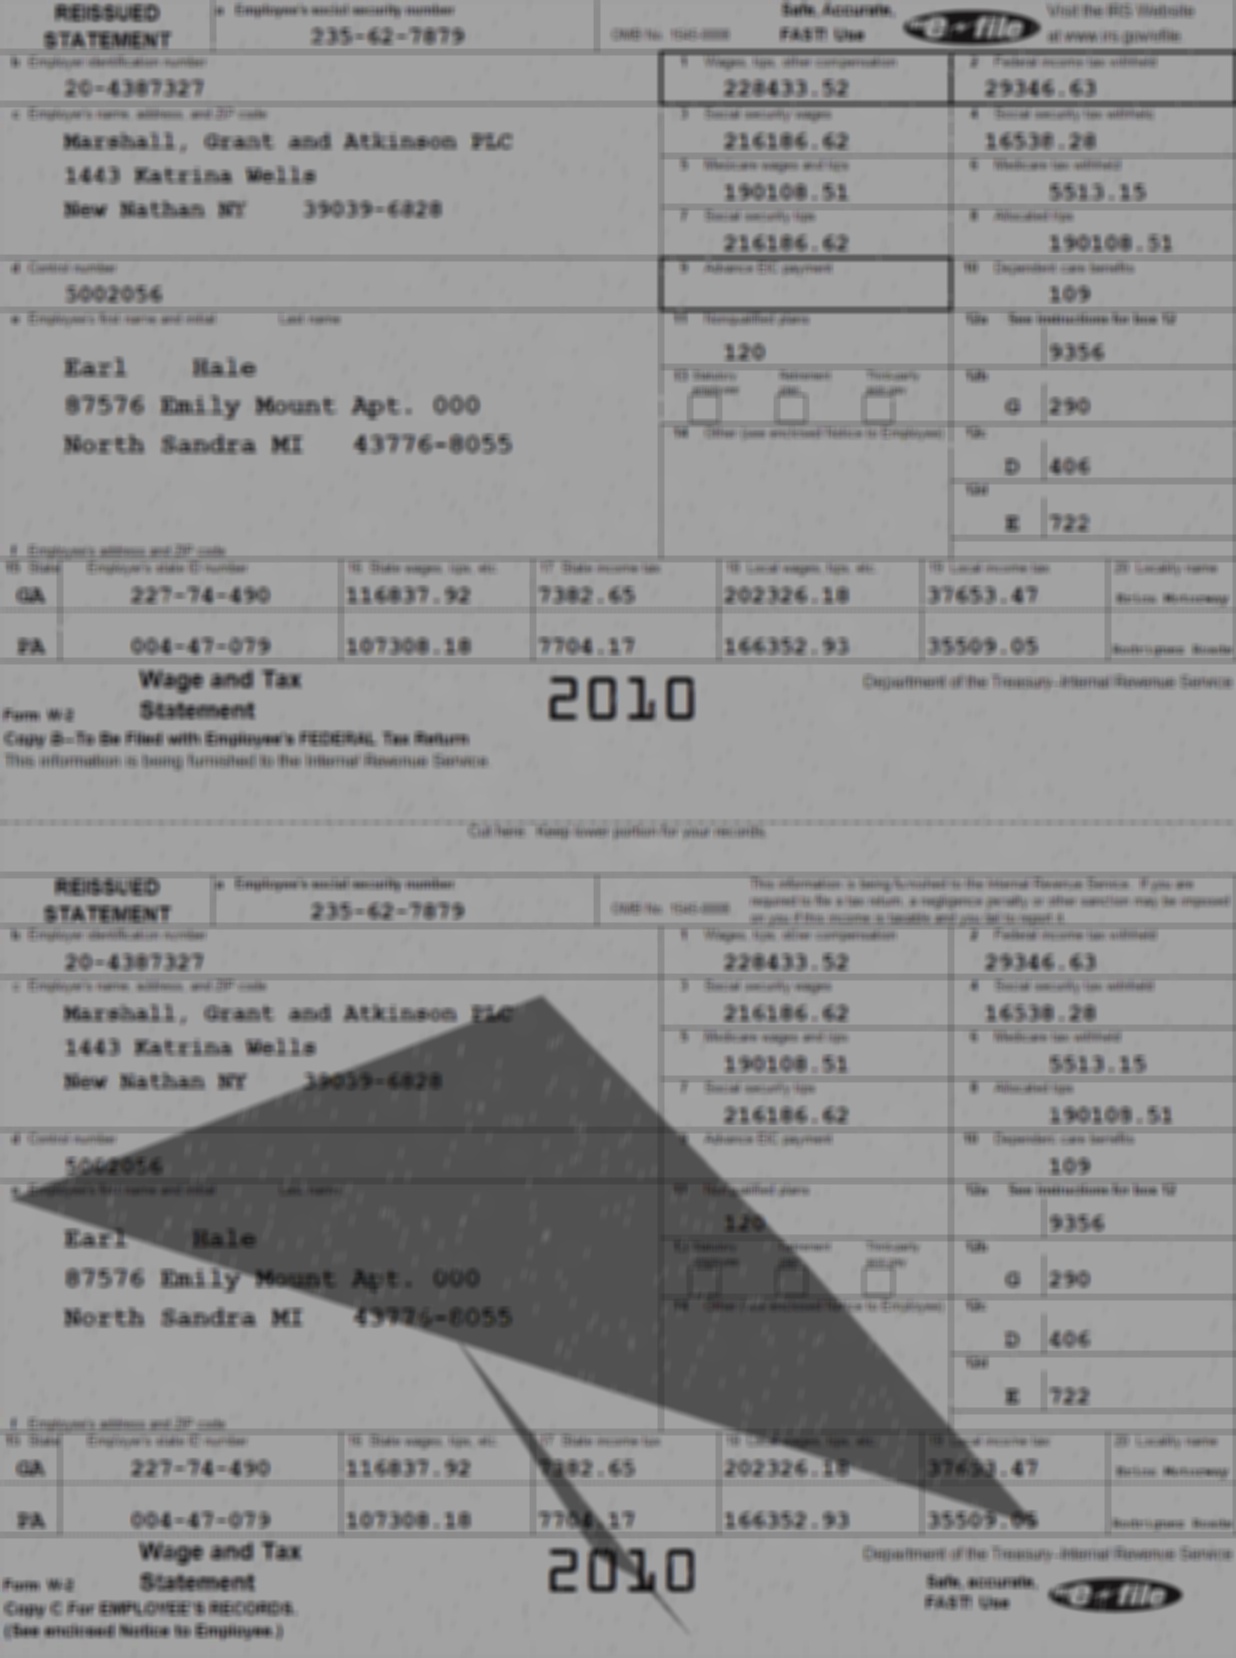 REISSUED STATEMENT
a Employee's social security number
235-62-7879
OMB No. 1545-0008
Safe, Accurate, FAST! Use
e-file
Visit the IRS Website at www.irs.gov/efile.
b Employer identification number
20-4387327
1 Wages, tips, other compensation
228433.52
2 Federal income tax withheld
29346.63
c Employer's name, address, and ZIP code
Marshall, Grant and Atkinson PLC
1443 Katrina Wells
New Nathan NY 39039-6828
3 Social security wages
216186.62
4 Social security tax withheld
16538.28
5 Medicare wages and tips
190108.51
6 Medicare tax withheld
5513.15
7 Social security tips
216186.62
8 Allocated tips
190108.51
d Control number
5002056
9 Advance EIC payment
10 Dependent care benefits
109
e Employee's first name and initial Last name
Earl Hale
87576 Emily Mount Apt. 000
North Sandra MI 43776-8055
11 Nonqualified plans
120
12a See instructions for box 12
9356
13 Statutory employee Retirement plan Third-party sick pay
12b
G 290
14 Other (see enclosed Notice to Employee)
12c
D 406
12d
E 722
f Employee's address and ZIP code
15 State Employer's state ID number 16 State wages, tips, etc. 17 State income tax 18 Local wages, tips, etc. 19 Local income tax 20 Locality name
GA 227-74-490 116837.92 7382.65 202326.18 37653.47
PA 004-47-079 107308.18 7704.17 166352.93 35509.05
Form W-2 Wage and Tax Statement
2010
Department of the Treasury-Internal Revenue Service
Copy B-To Be Filed with Employee's FEDERAL Tax Return
This information is being furnished to the Internal Revenue Service.
Cut here. Keep lower portion for your records.
REISSUED STATEMENT
a Employee's social security number
235-62-7879
OMB No. 1545-0008
This information is being furnished to the Internal Revenue Service. If you are
required to file a tax return, a negligence penalty or other sanction may be imposed
on you if this income is taxable and you fail to report it.
b Employer identification number
20-4387327
1 Wages, tips, other compensation
228433.52
2 Federal income tax withheld
29346.63
c Employer's name, address, and ZIP code
Marshall, Grant and Atkinson PLC
1443 Katrina Wells
New Nathan NY 39039-6828
3 Social security wages
216186.62
4 Social security tax withheld
16538.28
5 Medicare wages and tips
190108.51
6 Medicare tax withheld
5513.15
7 Social security tips
216186.62
8 Allocated tips
190108.51
d Control number
5002056
9 Advance EIC payment
10 Dependent care benefits
109
e Employee's first name and initial Last name
Earl Hale
87576 Emily Mount Apt. 000
North Sandra MI 43776-8055
11 Nonqualified plans
120
12a See instructions for box 12
9356
13 Statutory employee Retirement plan Third-party sick pay
12b
G 290
14 Other (see enclosed Notice to Employee)
12c
D 406
12d
E 722
f Employee's address and ZIP code
15 State Employer's state ID number 16 State wages, tips, etc. 17 State income tax 18 Local wages, tips, etc. 19 Local income tax 20 Locality name
GA 227-74-490 116837.92 7382.65 202326.18 37653.47
PA 004-47-079 107308.18 7704.17 166352.93 35509.05
Form W-2 Wage and Tax Statement
2010
Department of the Treasury-Internal Revenue Service
Safe, accurate, FAST! Use
e-file
Copy C For EMPLOYEE'S RECORDS.
(See enclosed Notice to Employee.)